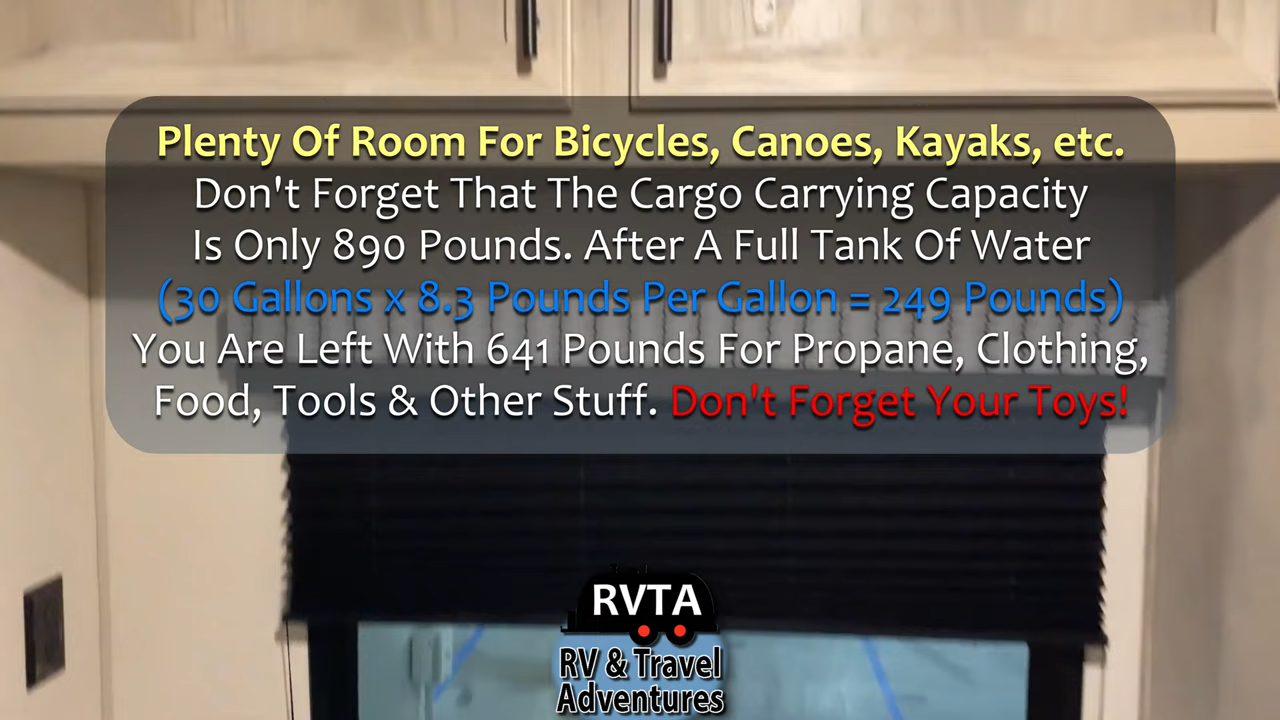 Plenty Of Room For Bicycles, Canoes, Kayaks, etc.
Don't Forget That The Cargo Carrying Capacity
Is Only 890 Pounds. After A Full Tank Of Water
(30 Gallons x 8.3 Pounds Per Gallon = 249 Pounds)
You Are Left With 641 Pounds For Propane, Clothing,
Food, Tools & Other Stuff. Don't Forget Your Toys!
RVTA
RV & Travel
Adventures